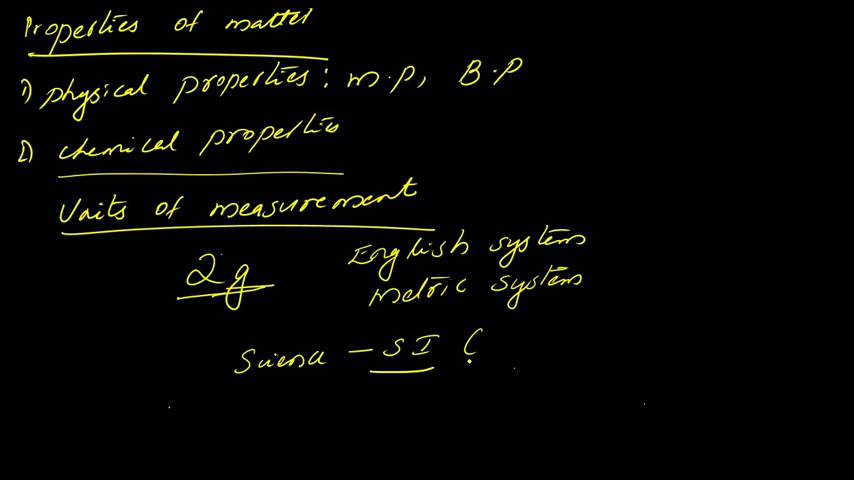 Properties of matter
1) physical properties: m.p, B.P
2) chemical properties
Units of measurement
2g
English system
metric system
Science - SI (